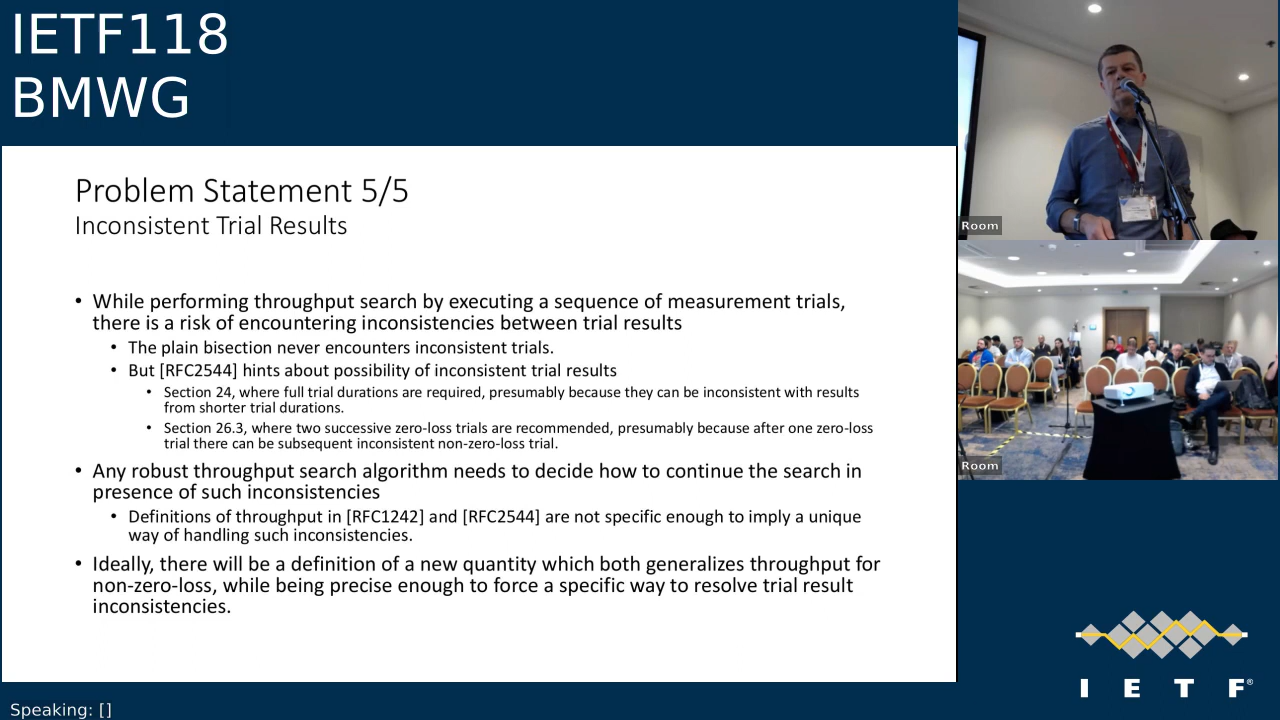 IETF118
BMWG
Problem Statement 5/5
Inconsistent Trial Results
• While performing throughput search by executing a sequence of measurement trials,
there is a risk of encountering inconsistencies between trial results
• The plain bisection never encounters inconsistent trials.
• But [RFC2544] hints about possibility of inconsistent trial results
• Section 24, where full trial durations are required, presumably because they can be inconsistent with results
from shorter trial durations.
• Section 26.3, where two successive zero-loss trials are recommended, presumably because after one zero-loss
trial there can be subsequent inconsistent non-zero-loss trial.
• Any robust throughput search algorithm needs to decide how to continue the search in
presence of such inconsistencies
• Definitions of throughput in [RFC1242] and [RFC2544] are not specific enough to imply a unique
way of handling such inconsistencies.
• Ideally, there will be a definition of a new quantity which both generalizes throughput for
non-zero-loss, while being precise enough to force a specific way to resolve trial result
inconsistencies.
Room
Room
I E T F®
Speaking: []